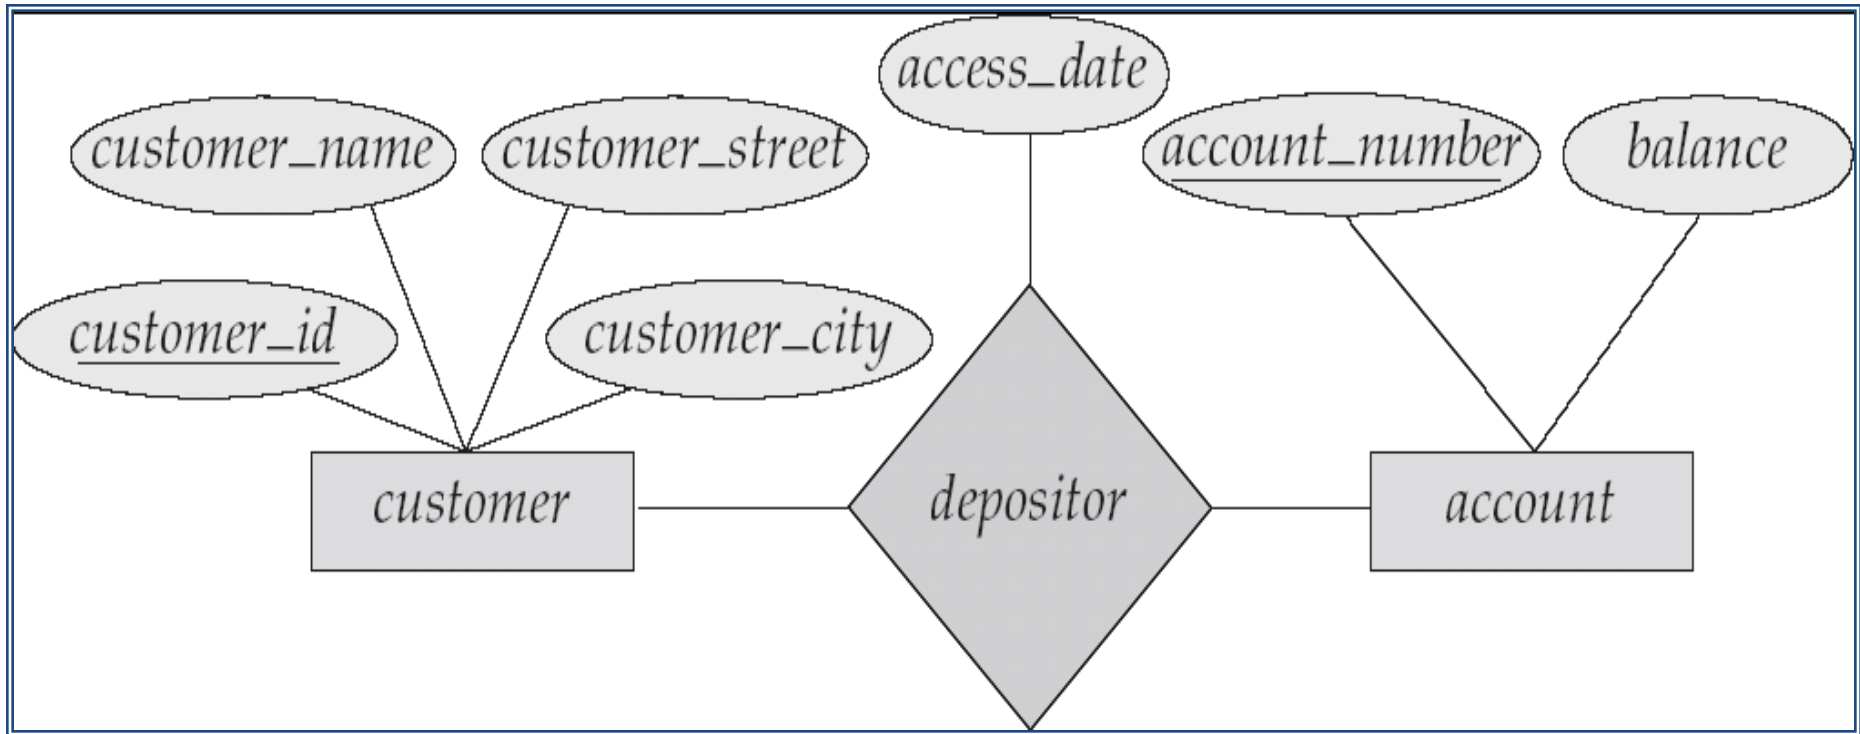 access_date
customer_name
customer_street
account_number
balance
customer_id
customer_city
customer
depositor
account